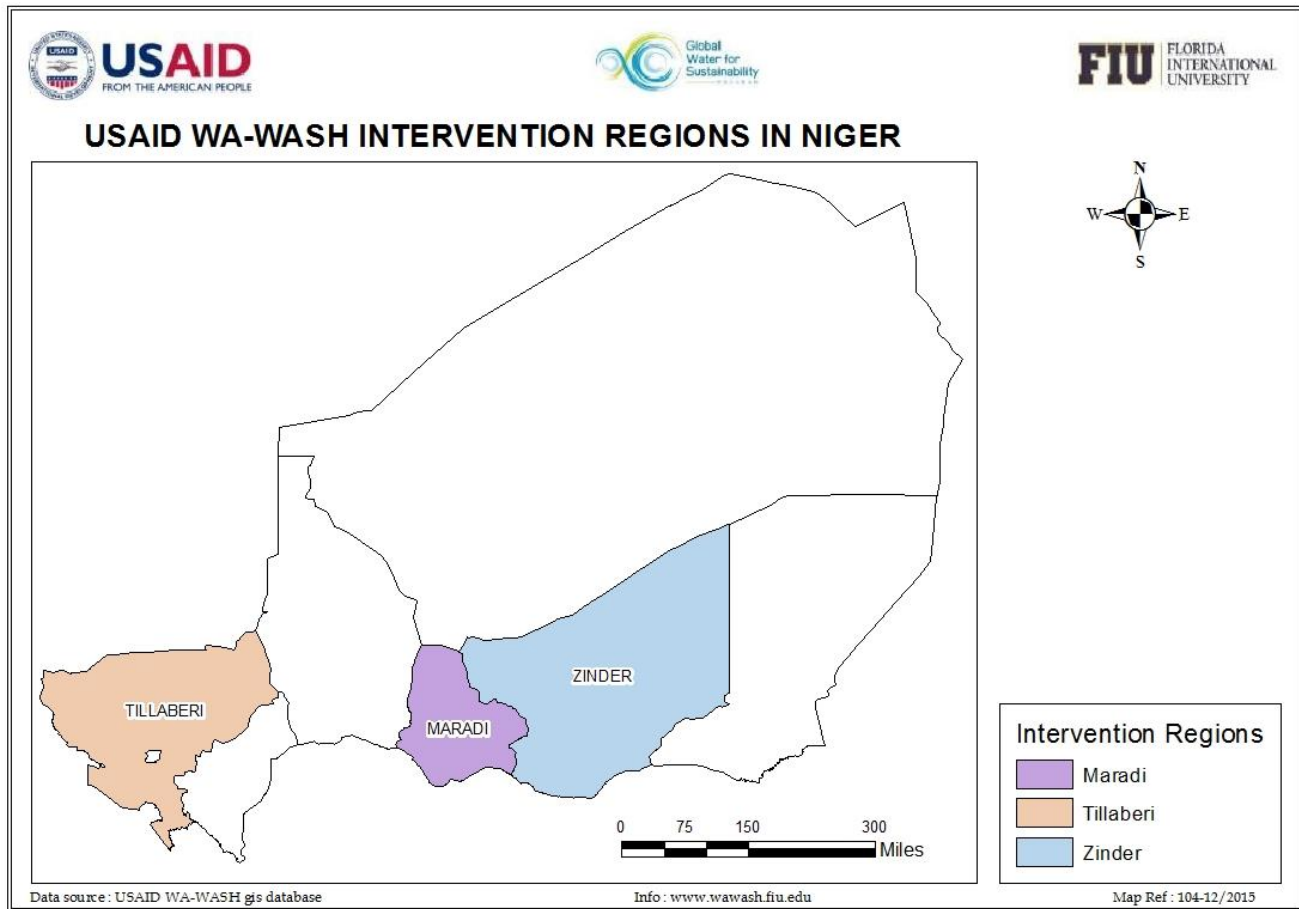 USAID
FROM THE AMERICAN PEOPLE
Global
Water for
Sustainability
FIU
FLORIDA
INTERNATIONAL
UNIVERSITY
USAID WA-WASH INTERVENTION REGIONS IN NIGER
N
W
E
S
ZINDER
TILLABERI
MARADI
Intervention Regions
Maradi
Tillaberi
Zinder
0 75 150 300
Miles
Data source : USAID WA-WASH gis database
Info : www.wawash.fiu.edu
Map Ref : 104-12/2015